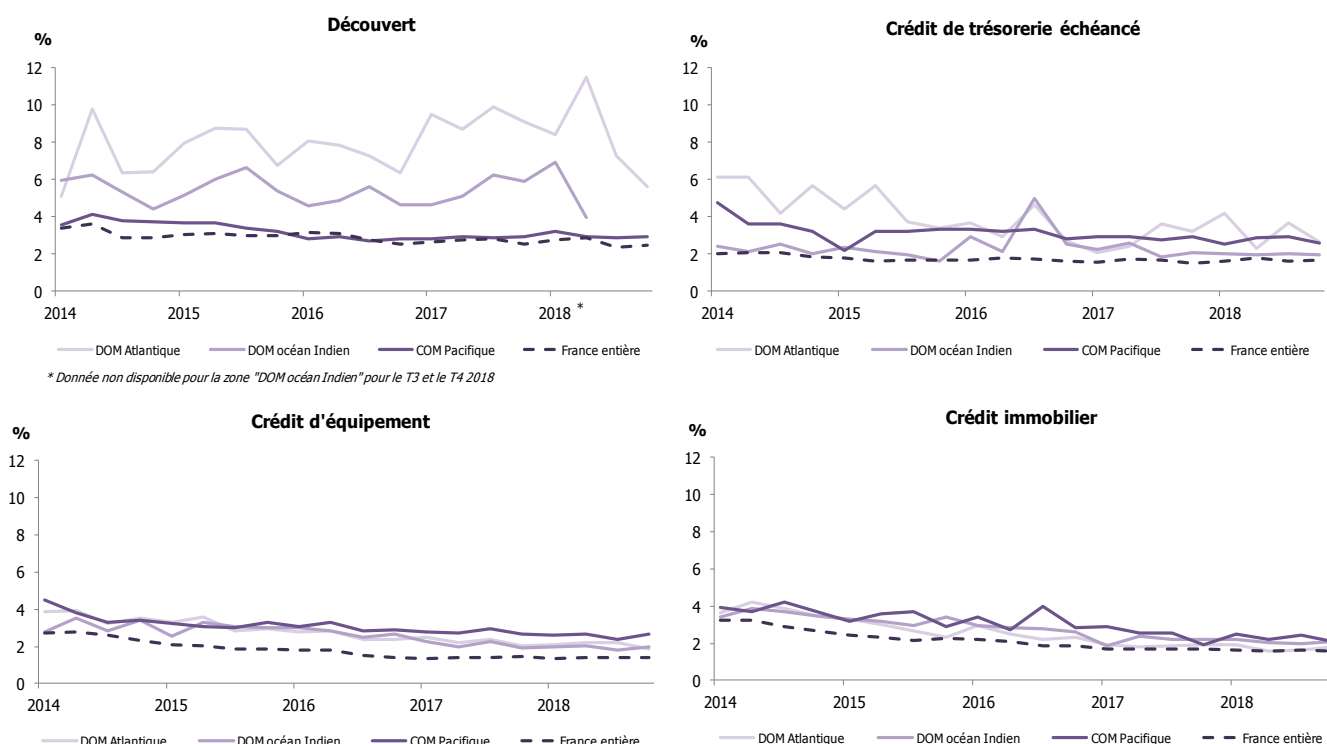 Découvert
%
12
10
8
6
4
2
0
2014 2015 2016 2017 2018 *
DOM Atlantique DOM océan Indien COM Pacifique France entière
* Donnée non disponible pour la zone "DOM océan Indien" pour le T3 et le T4 2018
Crédit de trésorerie échéancé
%
12
10
8
6
4
2
0
2014 2015 2016 2017 2018
DOM Atlantique DOM océan Indien COM Pacifique France entière
Crédit d'équipement
%
12
10
8
6
4
2
0
2014 2015 2016 2017 2018
DOM Atlantique DOM océan Indien COM Pacifique France entière
Crédit immobilier
%
12
10
8
6
4
2
0
2014 2015 2016 2017 2018
DOM Atlantique DOM océan Indien COM Pacifique France entière